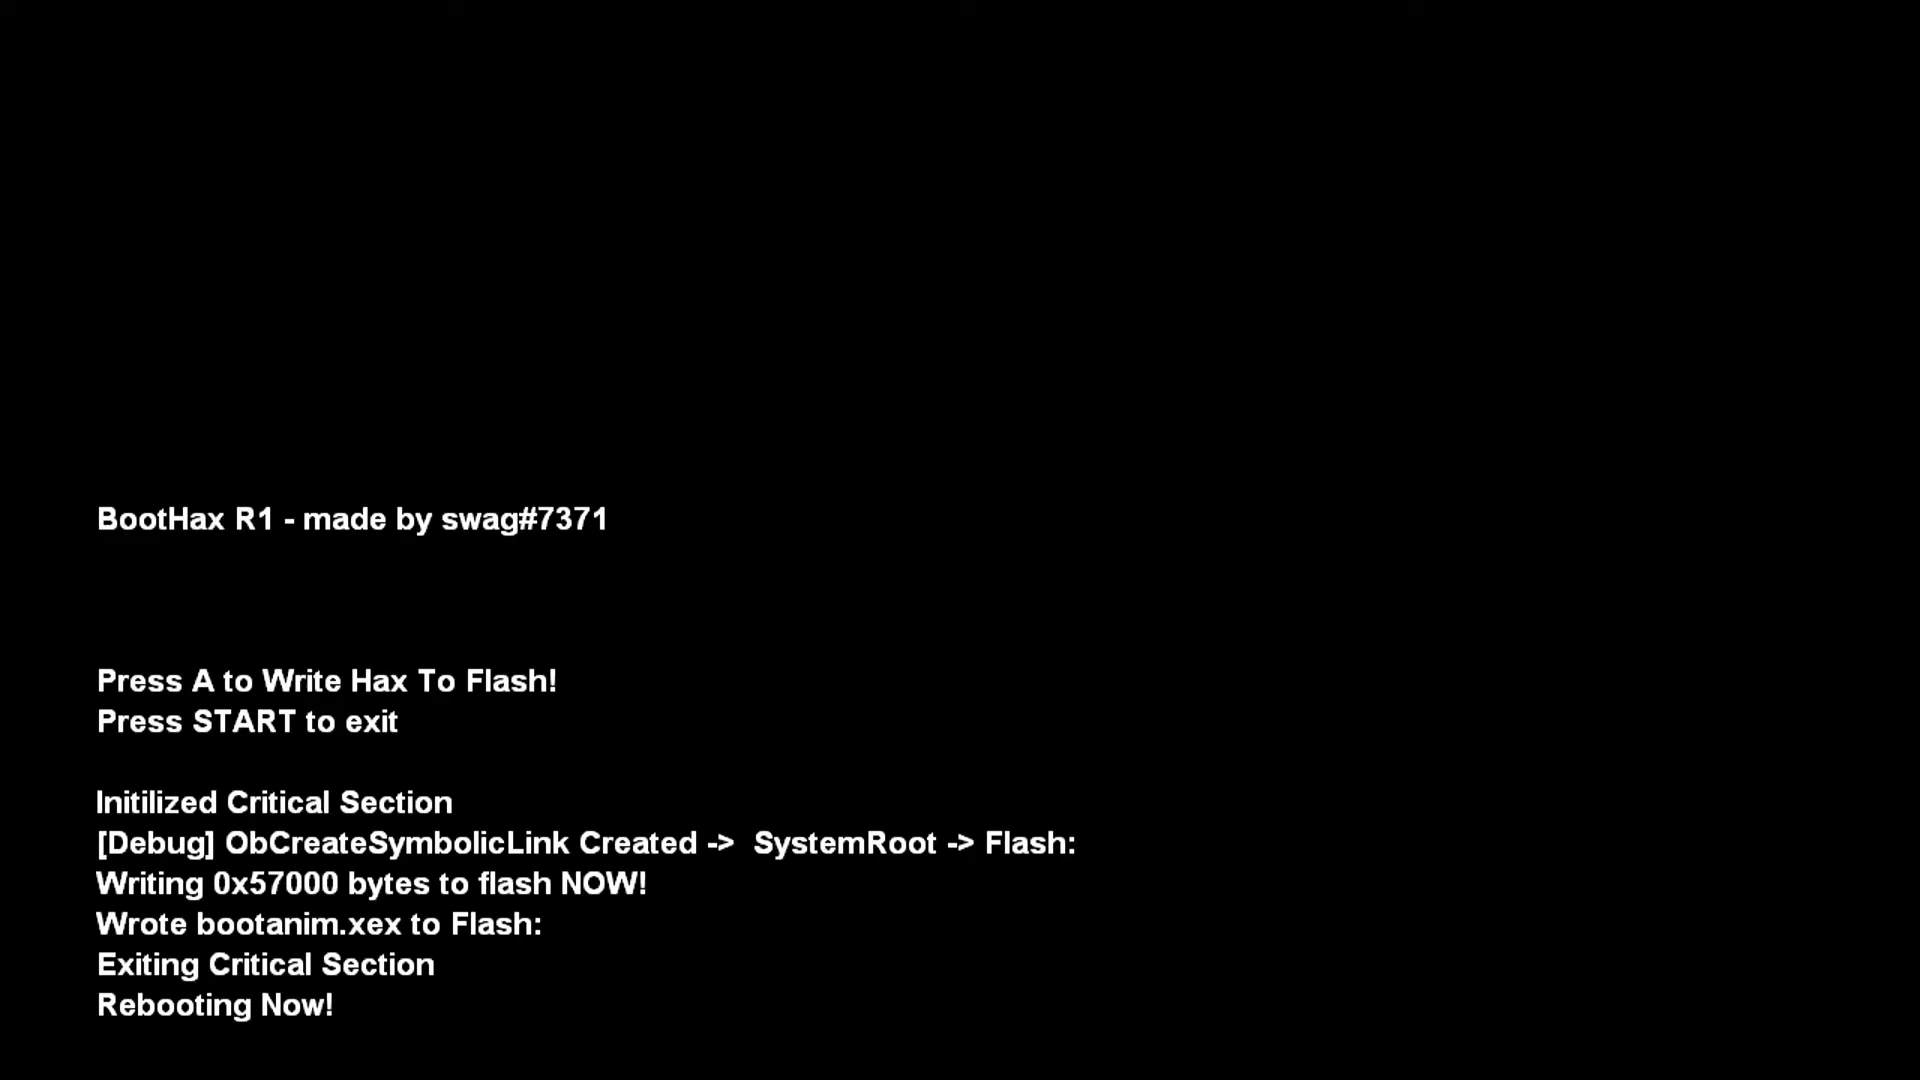 BootHax R1 - made by swag#7371
Press A to Write Hax To Flash!
Press START to exit
Initilized Critical Section
[Debug] ObCreateSymbolicLink Created ->  SystemRoot -> Flash:
Writing 0x57000 bytes to flash NOW!
Wrote bootanim.xex to Flash:
Exiting Critical Section
Rebooting Now!